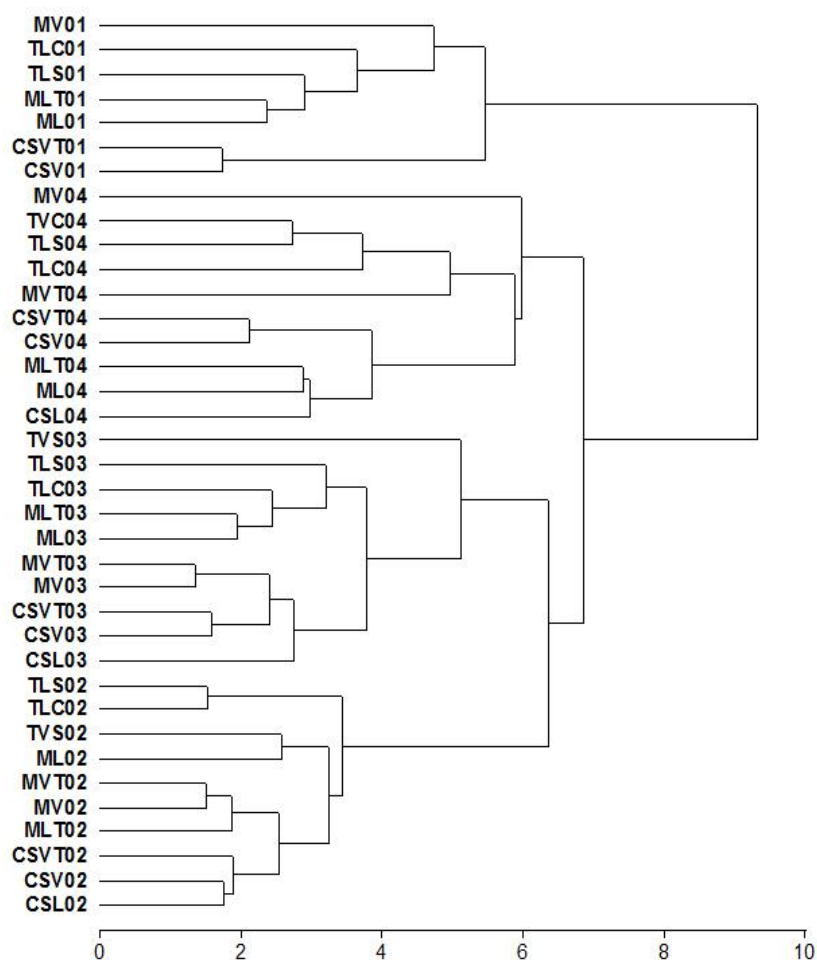 MV01
TLC01
TLS01
MLT01
ML01
CSVT01
CSV01
MV04
TVC04
TLS04
TLC04
MVT04
CSVT04
CSV04
MLT04
ML04
CSL04
TVS03
TLS03
TLC03
MLT03
ML03
MVT03
MV03
CSVT03
CSV03
CSL03
TLS02
TLC02
TVS02
ML02
MVT02
MV02
MLT02
CSVT02
CSV02
CSL02
0 2 4 6 8 10